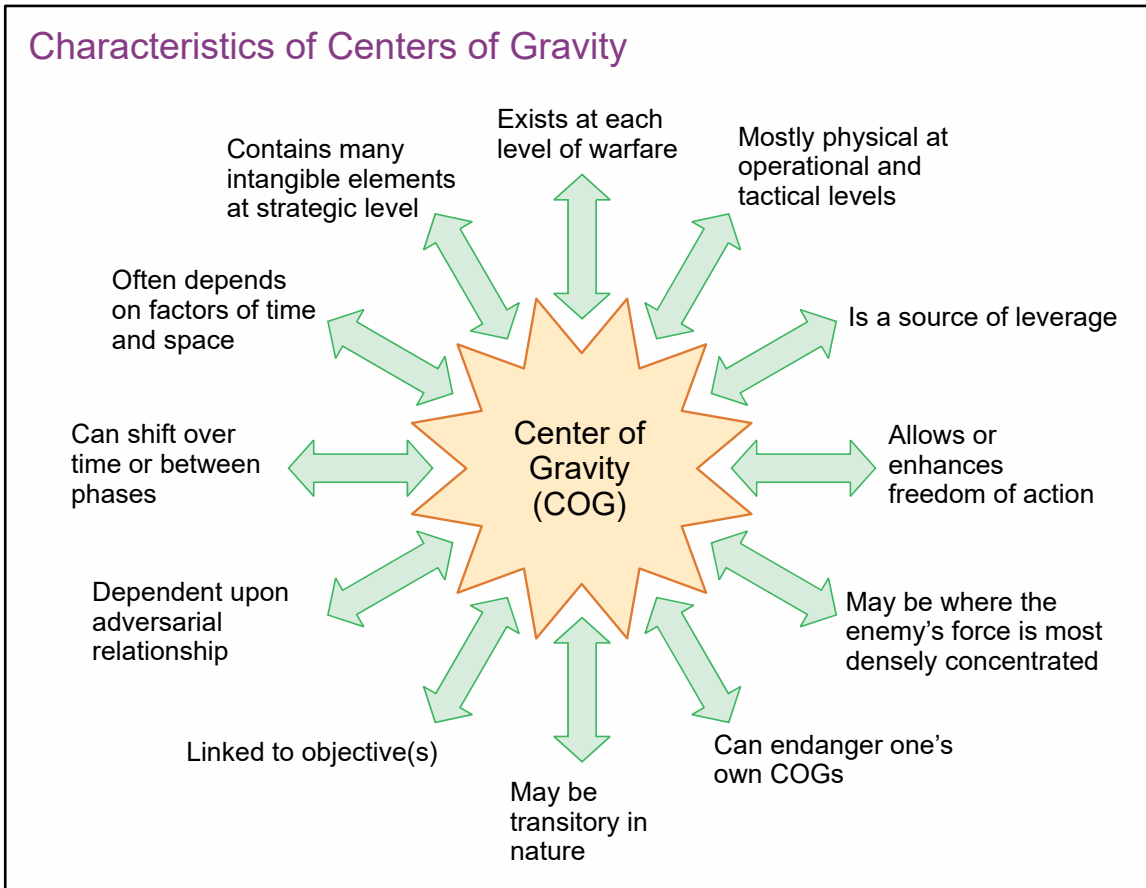 Characteristics of Centers of Gravity
Exists at each
level of warfare
Mostly physical at
operational and
tactical levels
Is a source of leverage
Allows or
enhances
freedom of action
May be where the
enemy’s force is most
densely concentrated
Can endanger one’s
own COGs
May be
transitory in
nature
Linked to objective(s)
Dependent upon
adversarial
relationship
Can shift over
time or between
phases
Often depends
on factors of time
and space
Contains many
intangible elements
at strategic level
Center of
Gravity
(COG)